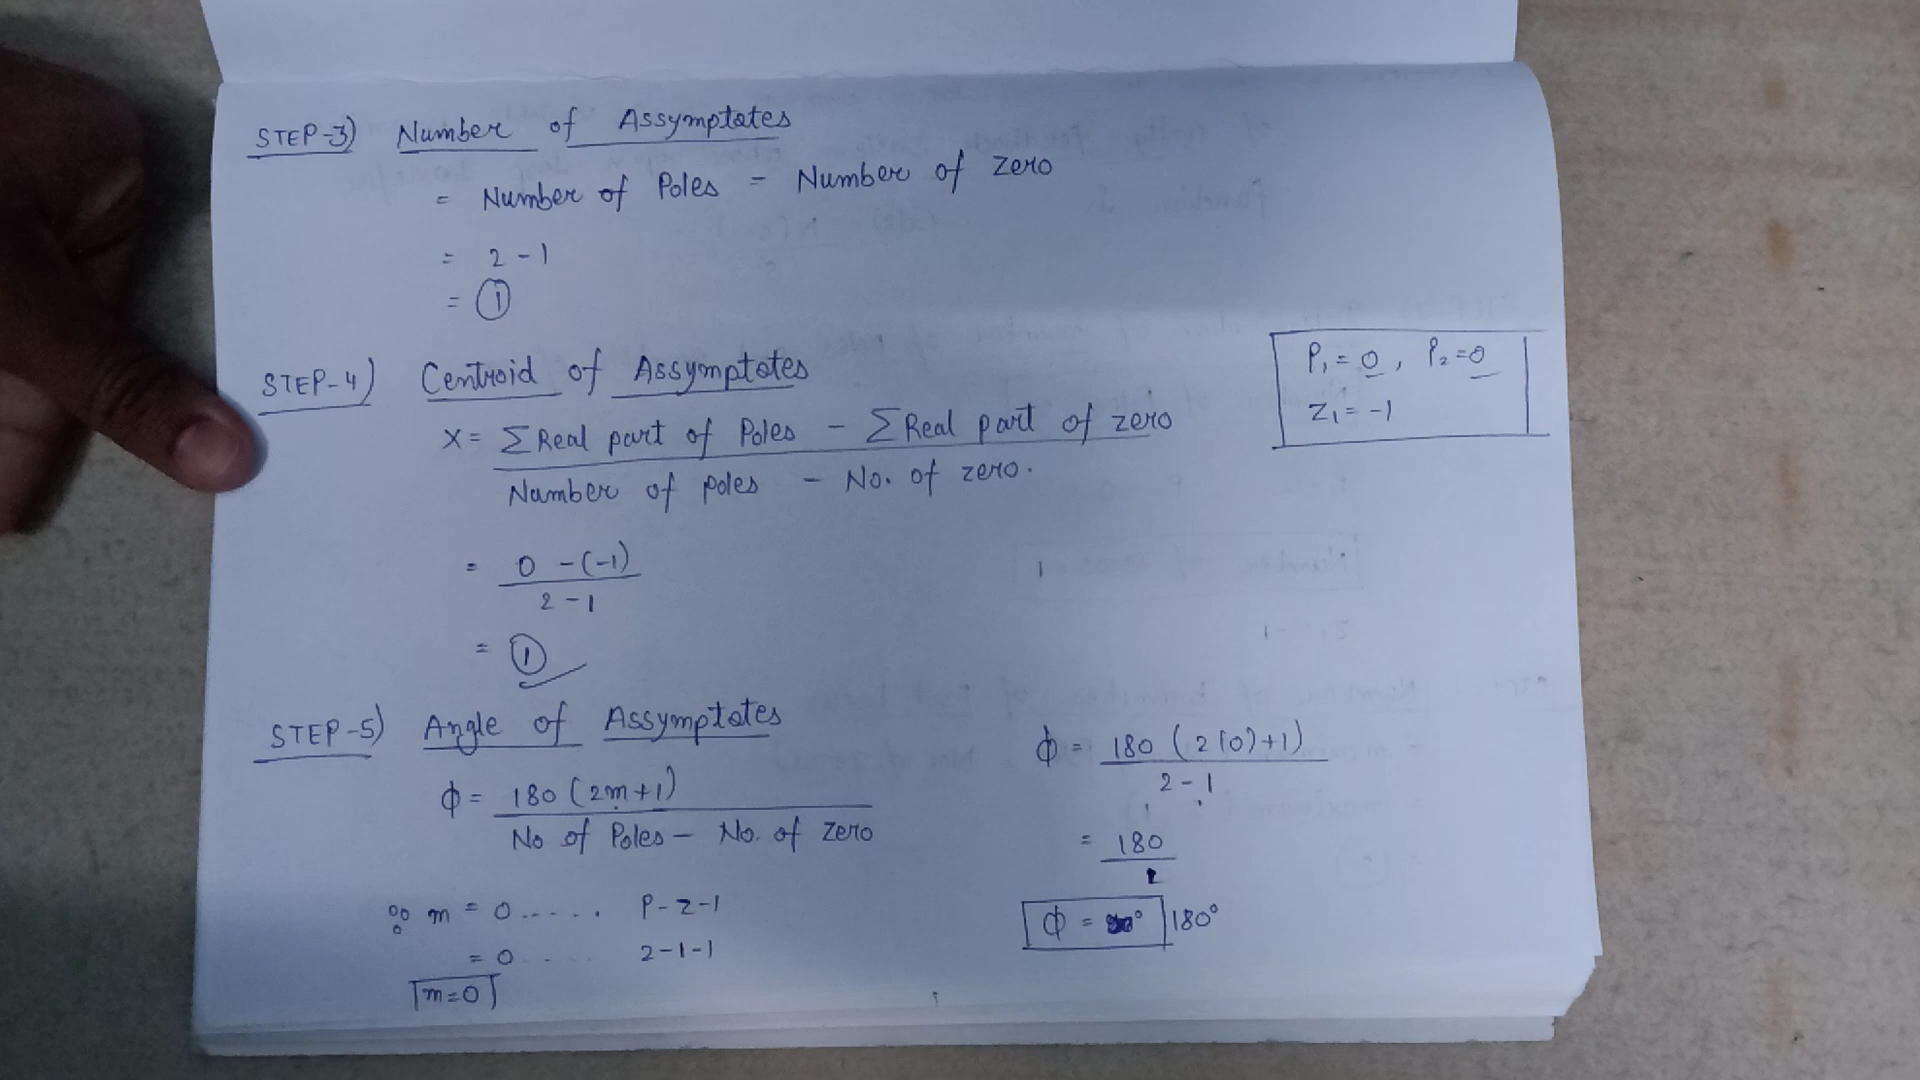 STEP-3) Number of Assymptotes
= Number of Poles - Number of zero
= 2 - 1
= 1
STEP-4) Centroid of Assymptotes
P₁ = 0, P₂ = 0
Z₁ = -1
X = Σ Real part of Poles - Σ Real part of zero
Number of poles - No. of zero.
= 0 - (-1)
2 - 1
= 1
STEP-5) Angle of Assymptotes
ϕ = 180 (2m+1)
No of Poles - No. of zero
∵ m = 0 ..... P-Z-1
= 0 .... 2-1-1
m=0
ϕ = 180 (2(0)+1)
2 - 1
= 180
1
ϕ = 180°